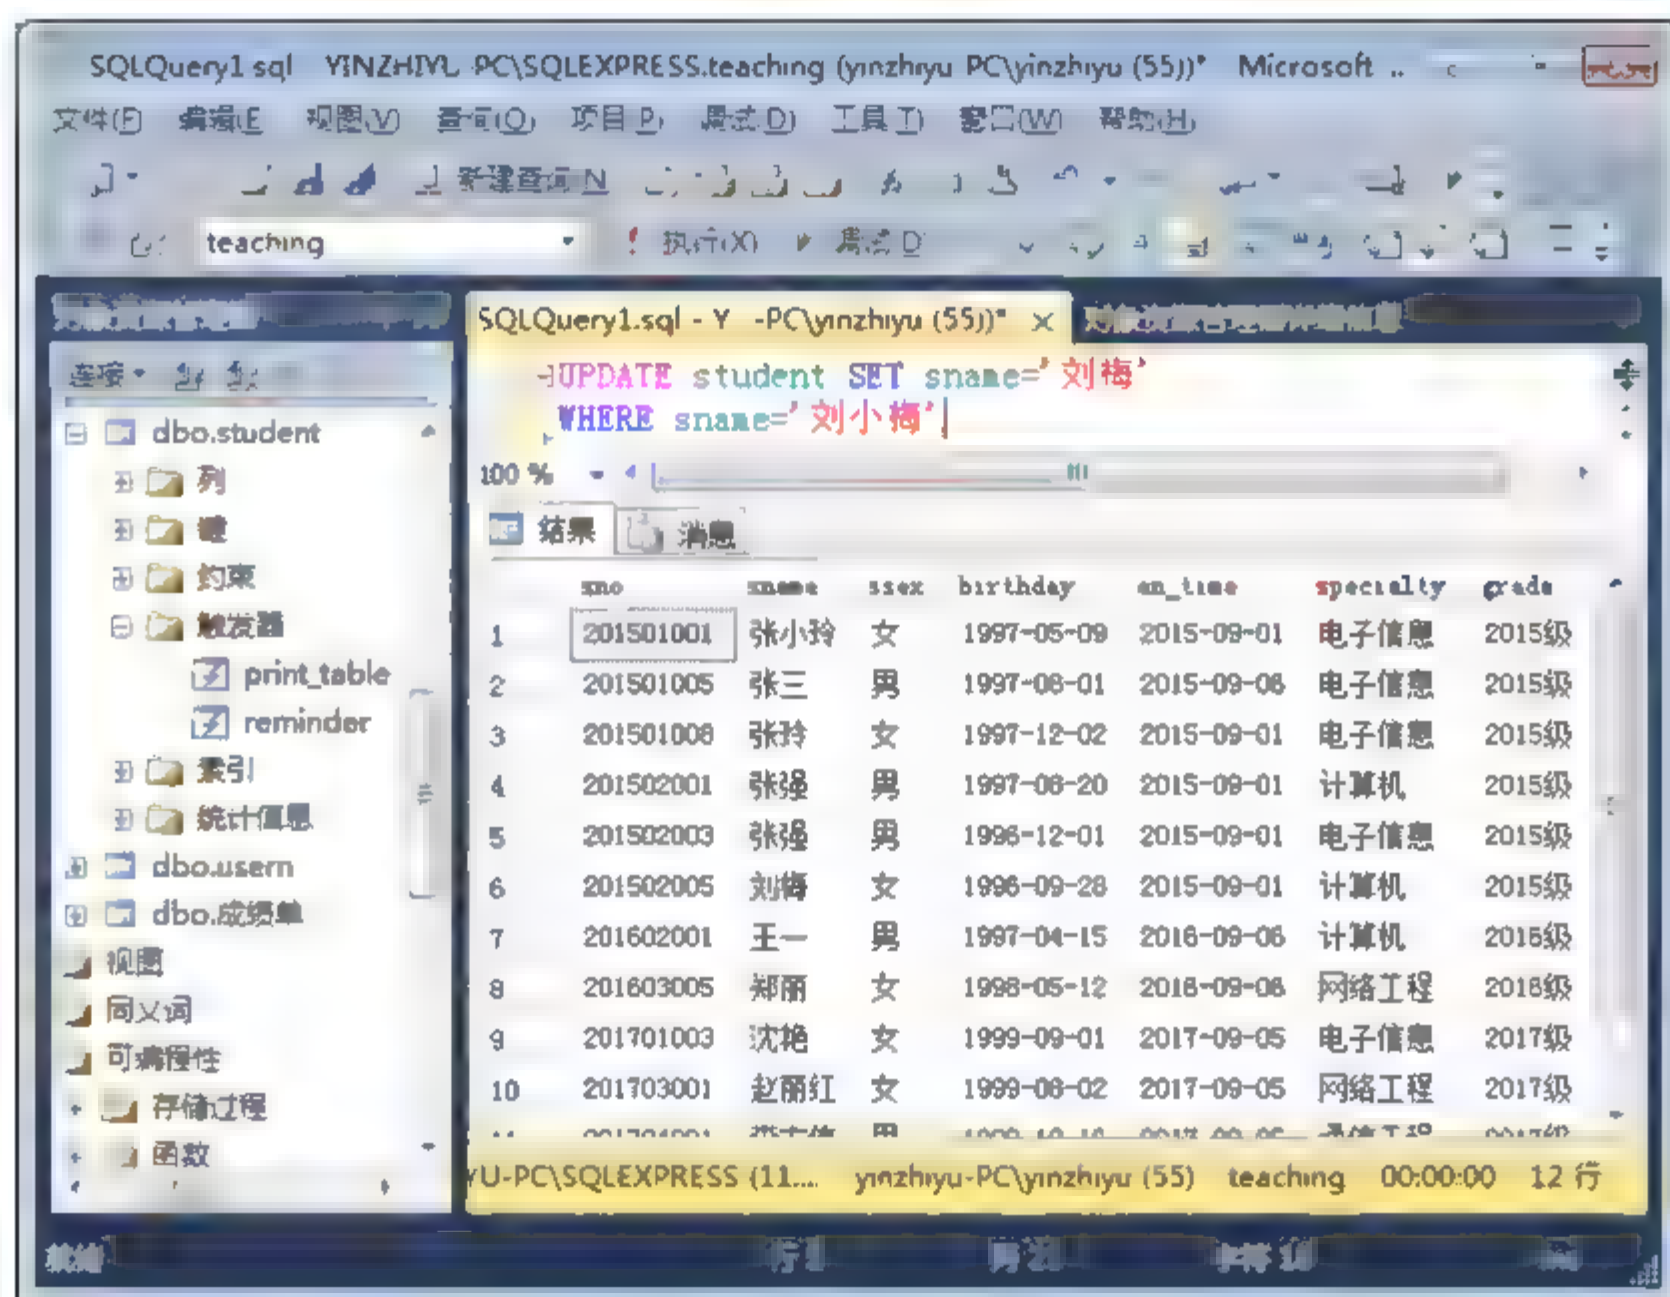 SQLQuery1.sql YINZHIYU-PC\SQLEXPRESS.teaching (yinzhiyu-PC\yinzhiyu (55))* Microsoft ..
文件(F) 编辑(E 视图(V) 查询(Q) 项目 P) 调试 D) 工具 T) 窗口(W) 帮助(H)
新建查询 N
teaching ! 执行(X) 调试 D
SQLQuery1.sql - Y -PC\yinzhiyu (55))* ×
UPDATE student SET sname='刘梅'
WHERE sname='刘小梅'
100 %
结果 消息
连接
dbo.student
列
键
约束
触发器
print_table
reminder
索引
统计信息
dbo.usern
dbo.成绩单
视图
同义词
可编程性
存储过程
函数
sno sname ssex birthday en_time specialty grade
1 201501001 张小玲 女 1997-05-09 2015-09-01 电子信息 2015级
2 201501005 张三 男 1997-08-01 2015-09-06 电子信息 2015级
3 201501008 张玲 女 1997-12-02 2015-09-01 电子信息 2015级
4 201502001 张强 男 1997-08-20 2015-09-01 计算机 2015级
5 201502003 张强 男 1996-12-01 2015-09-01 电子信息 2015级
6 201502005 刘梅 女 1996-09-28 2015-09-01 计算机 2015级
7 201602001 王一 男 1997-04-15 2016-09-06 计算机 2016级
8 201603005 郑丽 女 1998-05-12 2016-09-06 网络工程 2016级
9 201701003 沈艳 女 1999-09-01 2017-09-05 电子信息 2017级
10 201703001 赵丽红 女 1999-08-02 2017-09-05 网络工程 2017级
YU-PC\SQLEXPRESS (11.... yinzhiyu-PC\yinzhiyu (55) teaching 00:00:00 12 行